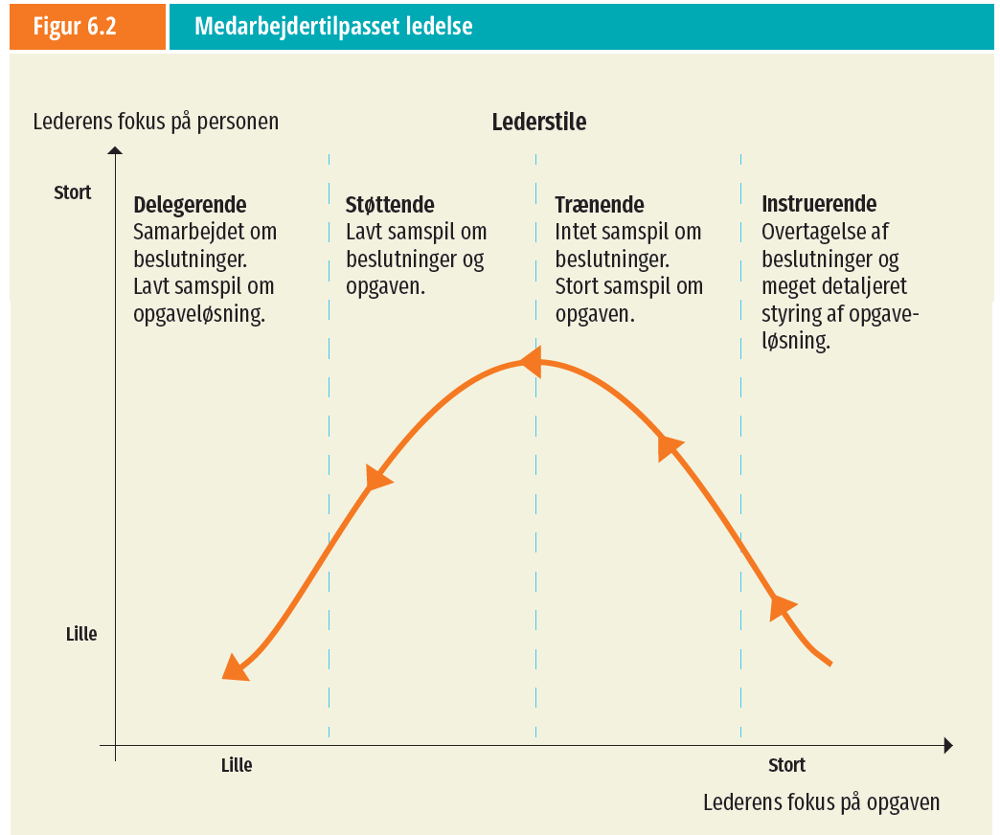 Figur 6.2
Medarbejdertilpasset ledelse
Lederens fokus på personen
Lederstile
Stort
Delegerende
Samarbejdet om
beslutninger.
Lavt samspil om
opgaveløsning.
Støttende
Lavt samspil om
beslutninger og
opgaven.
Trænende
Intet samspil om
beslutninger.
Stort samspil om
opgaven.
Instruerende
Overtagelse af
beslutninger og
meget detaljeret
styring af opgave-
løsning.
Lille
Lille
Stort
Lederens fokus på opgaven